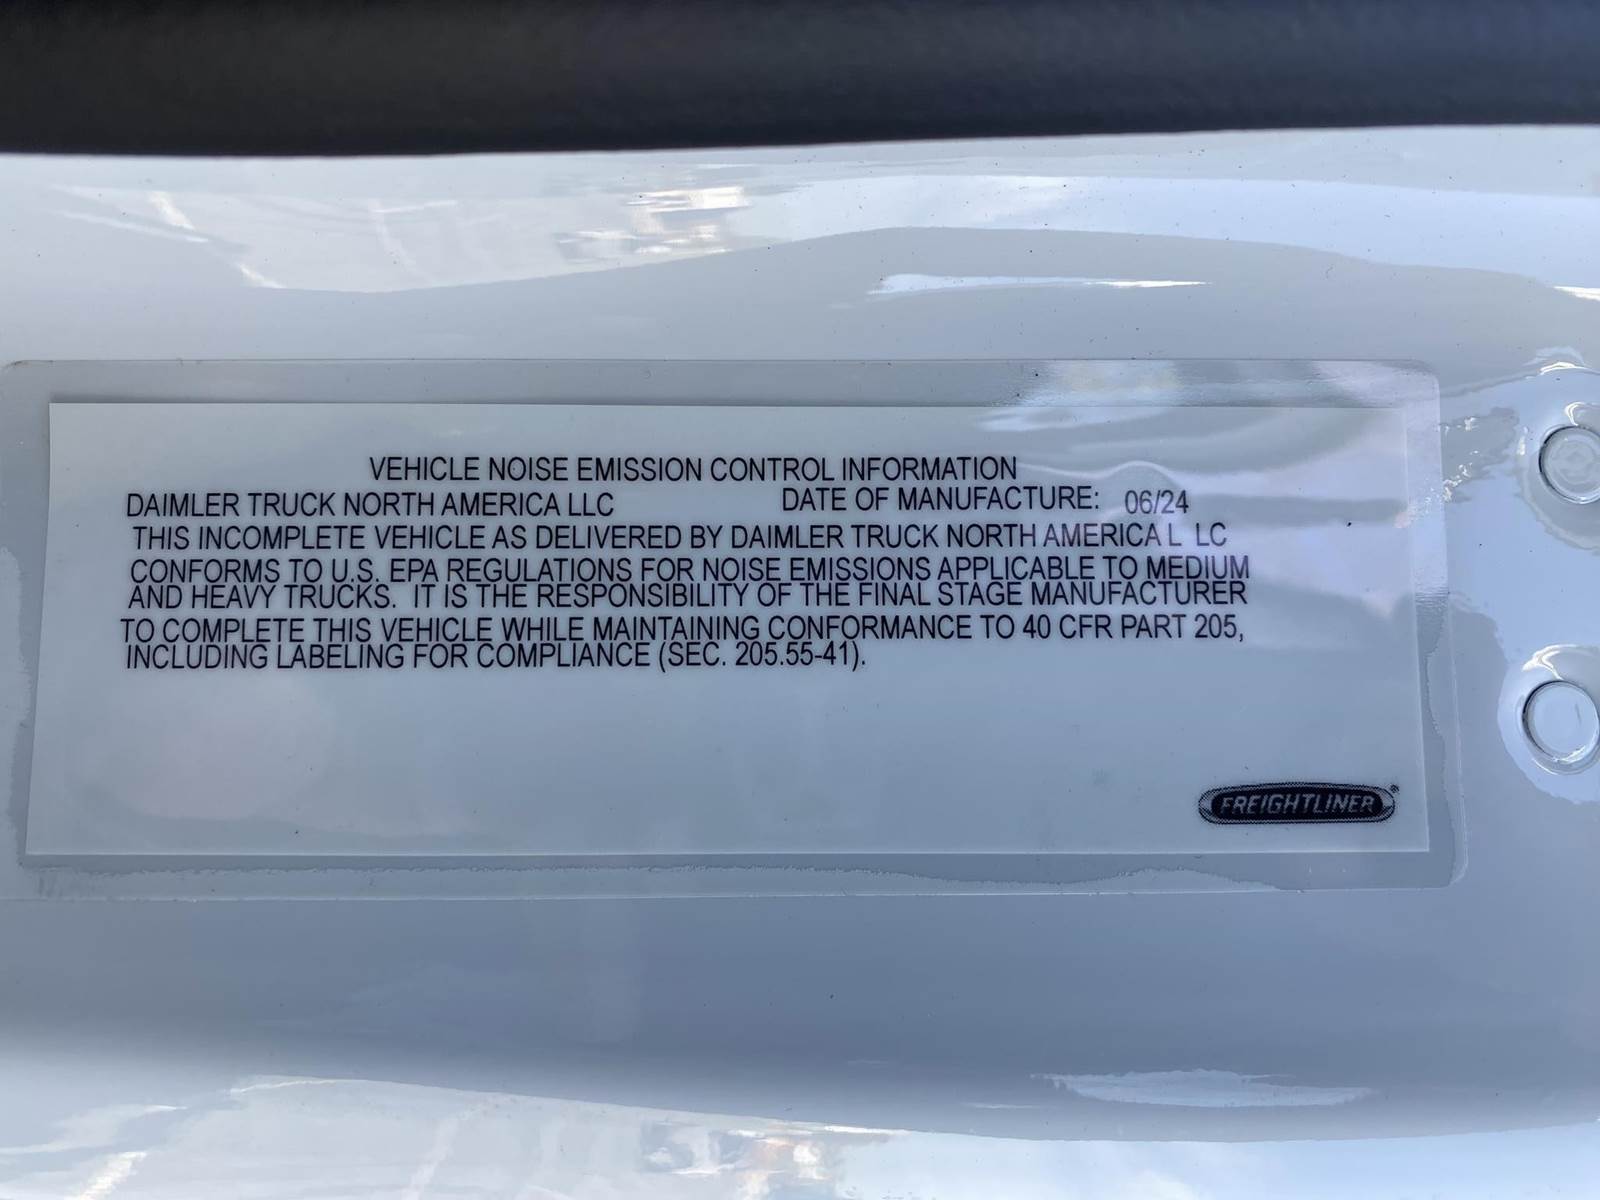 VEHICLE NOISE EMISSION CONTROL INFORMATION
DAIMLER TRUCK NORTH AMERICA LLC DATE OF MANUFACTURE: 06/24
THIS INCOMPLETE VEHICLE AS DELIVERED BY DAIMLER TRUCK NORTH AMERICA L LC
CONFORMS TO U.S. EPA REGULATIONS FOR NOISE EMISSIONS APPLICABLE TO MEDIUM
AND HEAVY TRUCKS. IT IS THE RESPONSIBILITY OF THE FINAL STAGE MANUFACTURER
TO COMPLETE THIS VEHICLE WHILE MAINTAINING CONFORMANCE TO 40 CFR PART 205,
INCLUDING LABELING FOR COMPLIANCE (SEC. 205.55-41).
FREIGHTLINER®